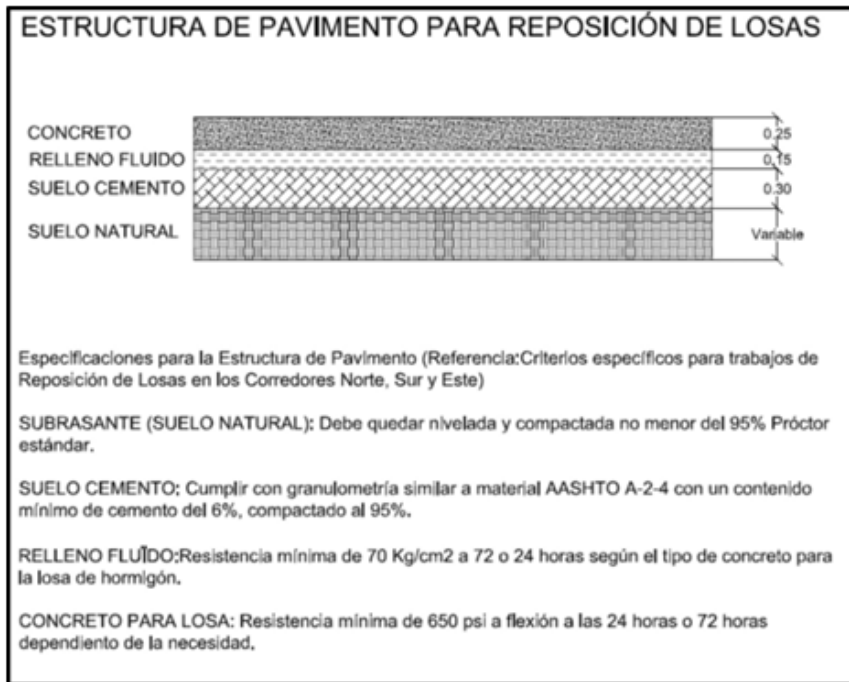 ESTRUCTURA DE PAVIMENTO PARA REPOSICIÓN DE LOSAS
CONCRETO 0.25
RELLENO FLUIDO 0.15
SUELO CEMENTO 0.30
SUELO NATURAL Variable
Especificaciones para la Estructura de Pavimento (Referencia:Criterios específicos para trabajos de
Reposición de Losas en los Corredores Norte, Sur y Este)
SUBRASANTE (SUELO NATURAL): Debe quedar nivelada y compactada no menor del 95% Próctor
estándar.
SUELO CEMENTO: Cumplir con granulometría similar a material AASHTO A-2-4 con un contenido
mínimo de cemento del 6%, compactado al 95%.
RELLENO FLUÍDO:Resistencia mínima de 70 Kg/cm2 a 72 o 24 horas según el tipo de concreto para
la losa de hormigón.
CONCRETO PARA LOSA: Resistencia mínima de 650 psi a flexión a las 24 horas o 72 horas
dependiento de la necesidad.